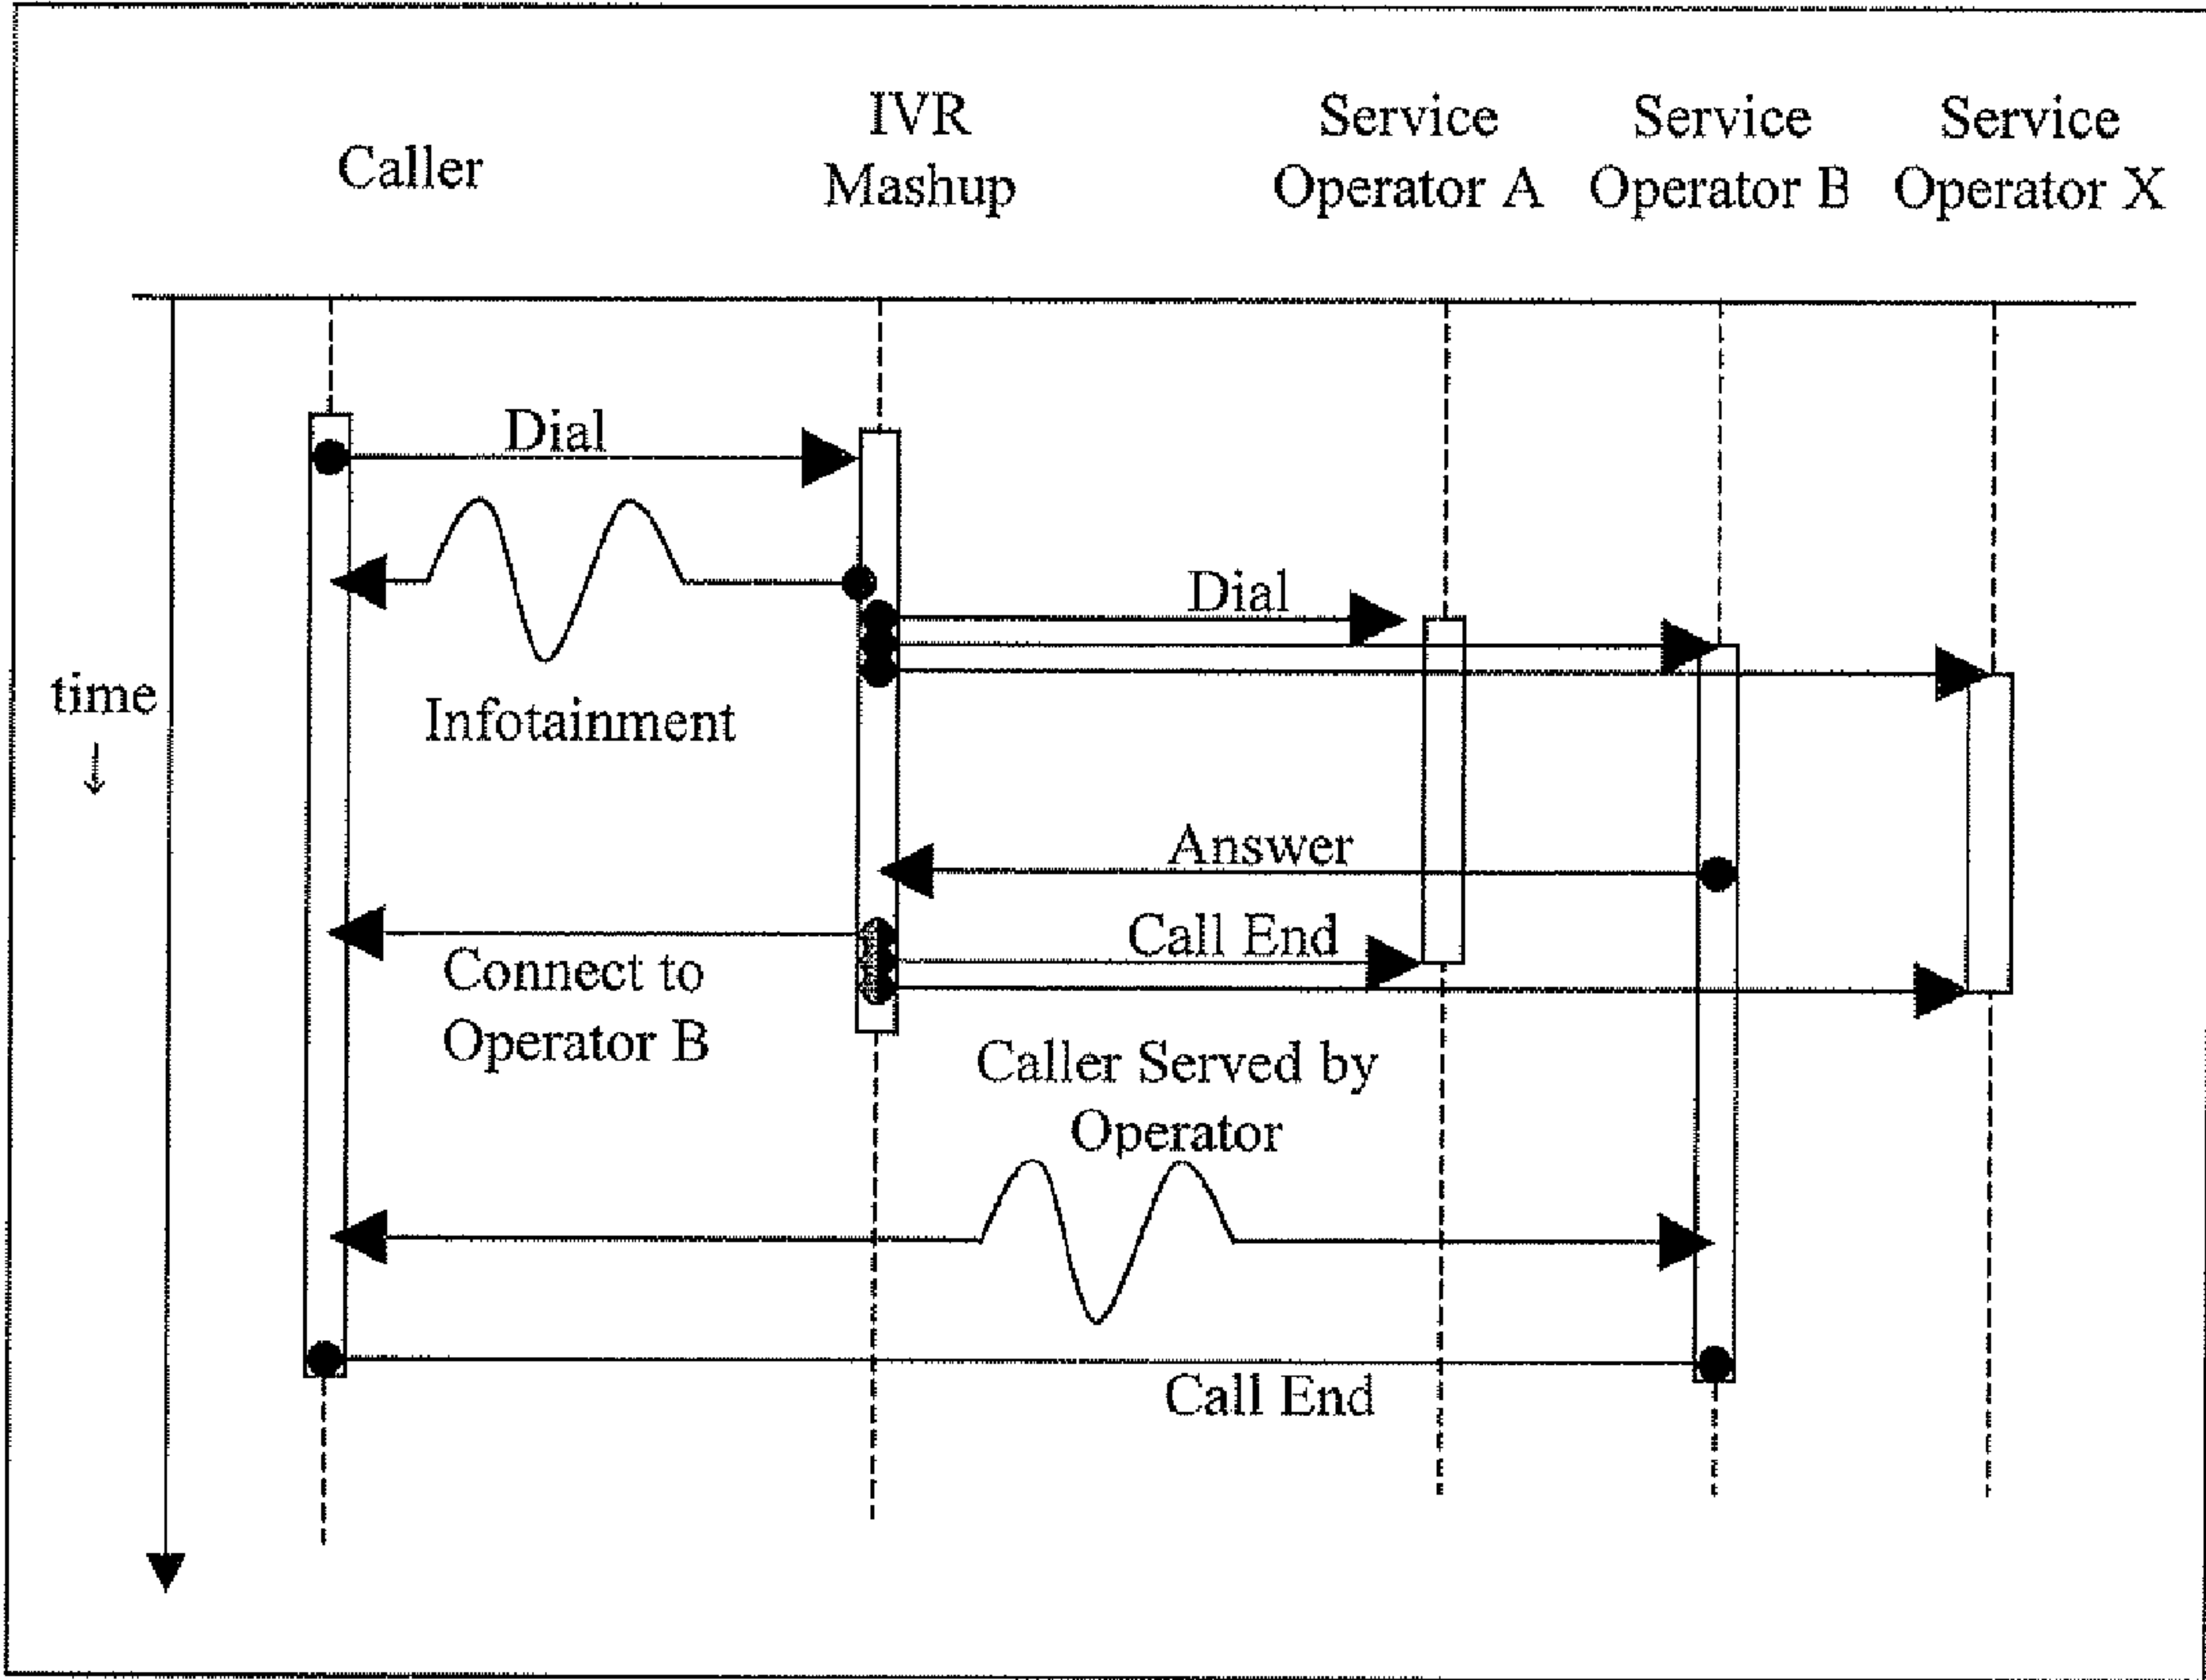 Caller
IVR
Mashup
Service
Operator A
Service
Operator B
Service
Operator X
Dial
Dial
time
↓
Infotainment
Answer
Call End
Connect to
Operator B
Caller Served by
Operator
Call End